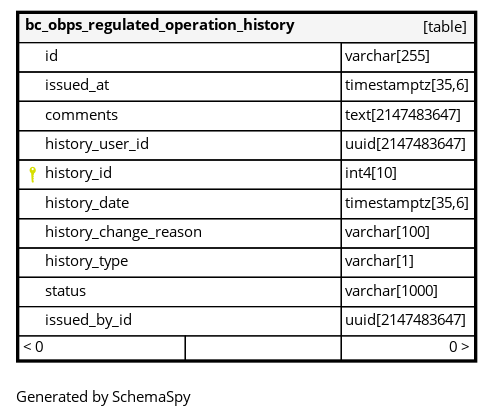 bc_obps_regulated_operation_history [table]
id varchar[255]
issued_at timestamptz[35,6]
comments text[2147483647]
history_user_id uuid[2147483647]
history_id int4[10]
history_date timestamptz[35,6]
history_change_reason varchar[100]
history_type varchar[1]
status varchar[1000]
issued_by_id uuid[2147483647]
< 0 0 >
Generated by SchemaSpy